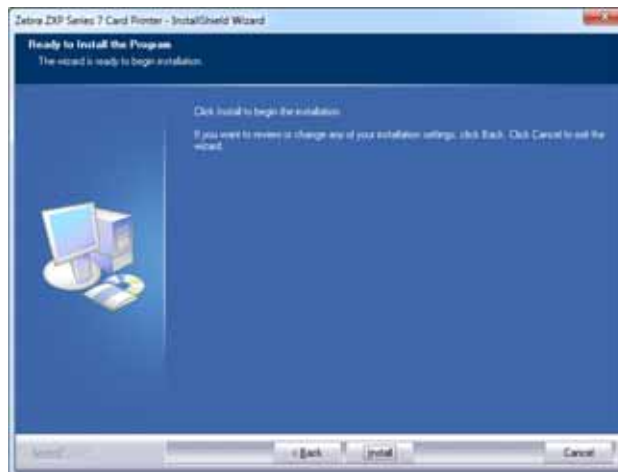 Zebra ZXP Series 7 Card Printer - InstallShield Wizard
Ready to Install the Program
The wizard is ready to begin installation.
Click Install to begin the installation.
If you want to review or change any of your installation settings, click Back. Click Cancel to exit the
wizard.
< Back
Install
Cancel